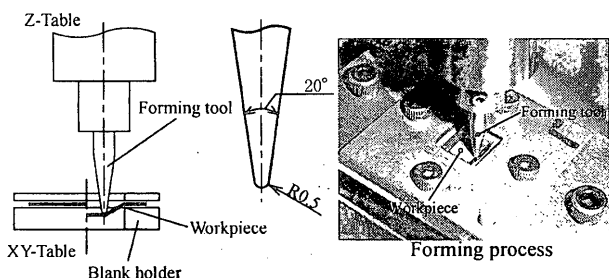 Z-Table
Forming tool
Workpiece
XY-Table
Blank holder
20°
R0.5
Forming tool
Workpiece
Forming process